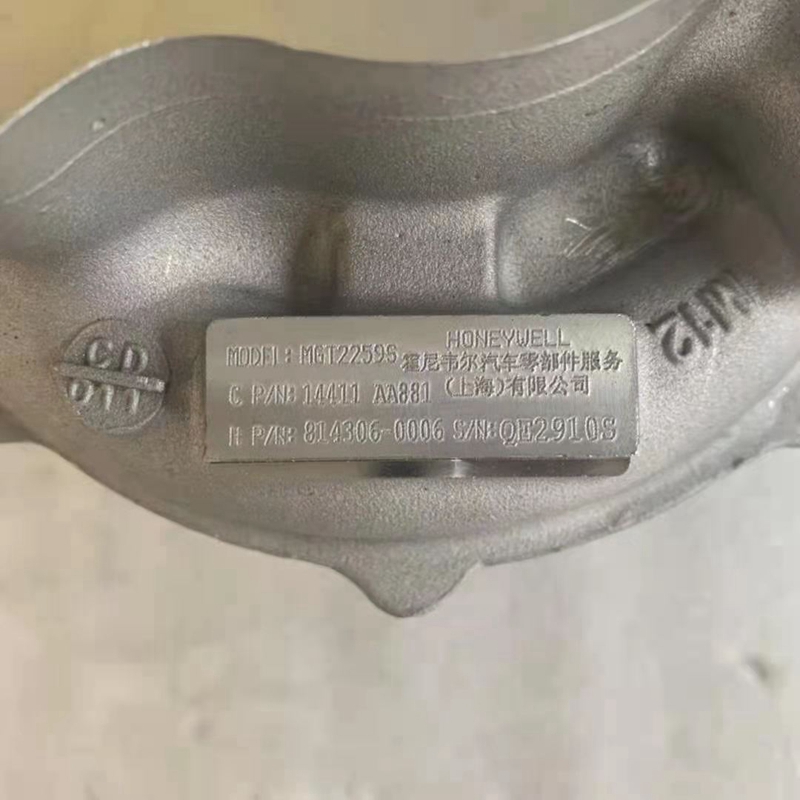 MODEL: MGT2259S HONEYWELL
霍尼韦尔汽车零部件服务
C P/N: 14411 AA881 (上海)有限公司
H P/N: 814306-0006 S/N: QE2910S
CD
011
M12